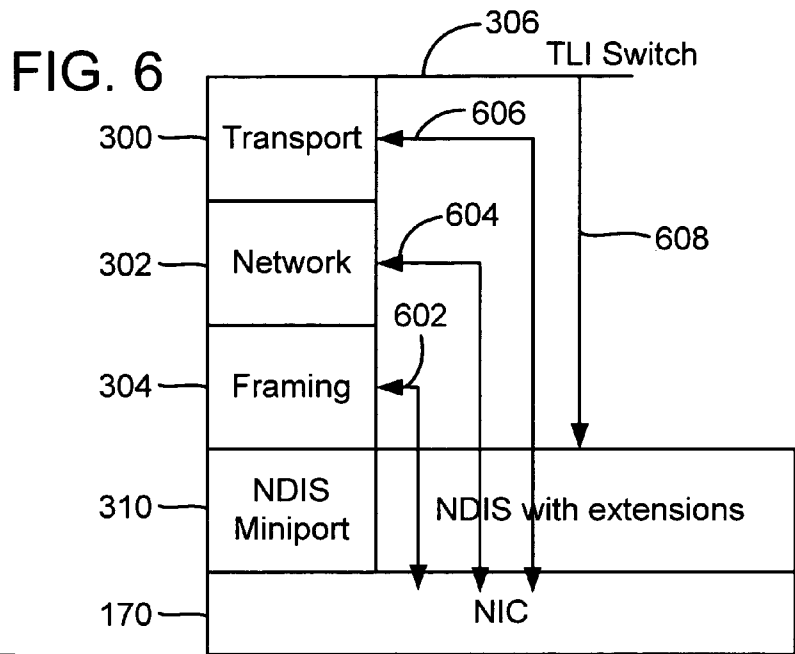 FIG. 6
306
TLI Switch
300
Transport
606
302
Network
604
608
304
Framing
602
310
NDIS
Miniport
NDIS with extensions
170
NIC